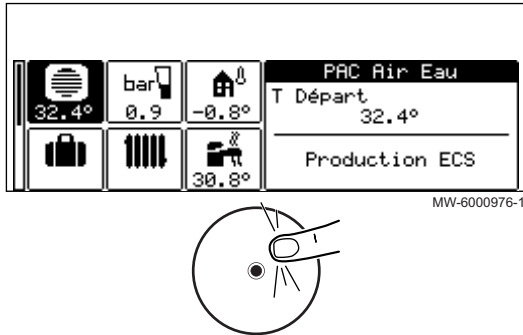 PAC Air Eau
bar
T Départ
32.4°
32.4° 0.9 -0.8°
Production ECS
30.8°
MW-6000976-1